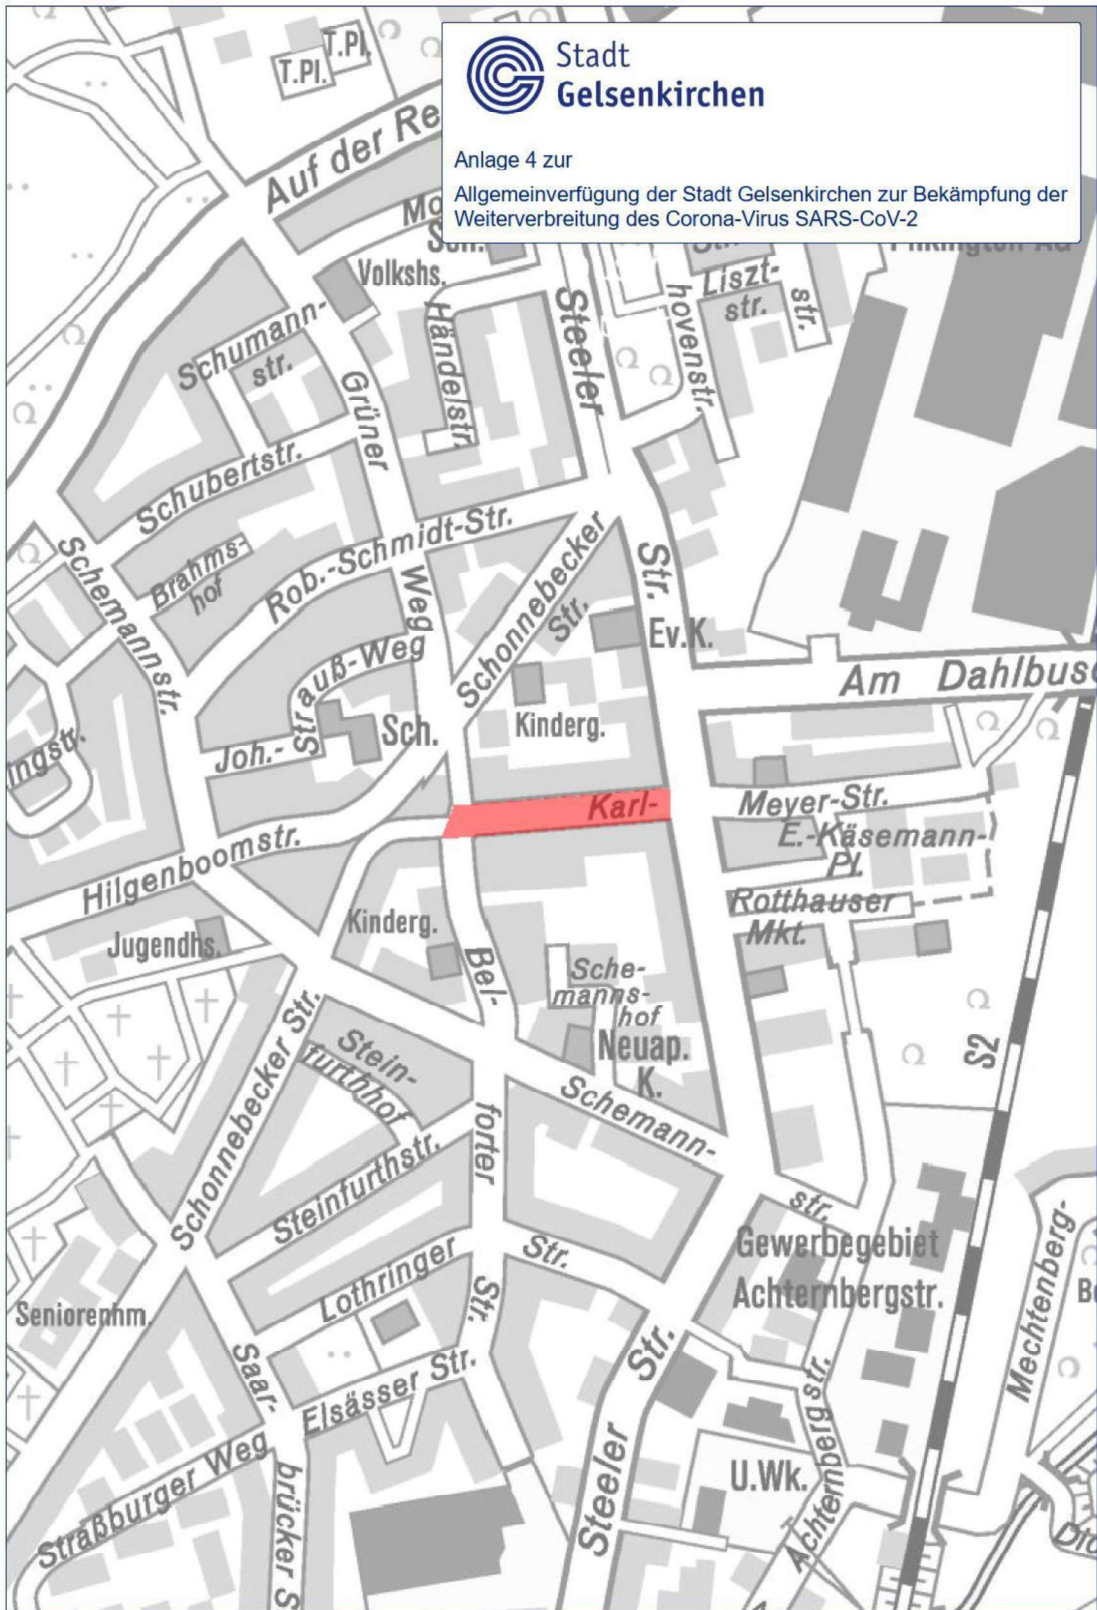 Stadt
Gelsenkirchen
Anlage 4 zur
Allgemeinverfügung der Stadt Gelsenkirchen zur Bekämpfung der
Weiterverbreitung des Corona-Virus SARS-CoV-2
T.Pl.
T.Pl.
Auf der Re
Mo
Sch.
Volkshs.
Liszt-
str.
str.
hovenstr.
Händelstr.
Steeler
Schumann-
str.
Grüner
Schubertstr.
Rob.-Schmidt-Str.
Brahms-
hof
Schemannstr.
Weg
Schonnebecker
Str.
Str.
Ev.K.
Am Dahlbusc
Joh.-
Strauß-Weg
Sch.
Kinderg.
ingstr.
Karl-
Meyer-Str.
E.-Käsemann-
Pl.
Hilgenboomstr.
Rotthauser
Mkt.
Jugendhs.
Kinderg.
Bel-
Sche-
manns-
hof
Neuap.
K.
S2
Schonnebecker Str.
Stein-
furthhof
forter
Schemann-
str.
Steinfurthstr.
Gewerbegebiet
Achternbergstr.
Lothringer
Str.
Str.
Seniorenhm.
Mechtenberg-
Saar-
Elsässer Str.
Steeler
Str.
Straßburger Weg
brücker S
U.Wk.
Achternbergstr.